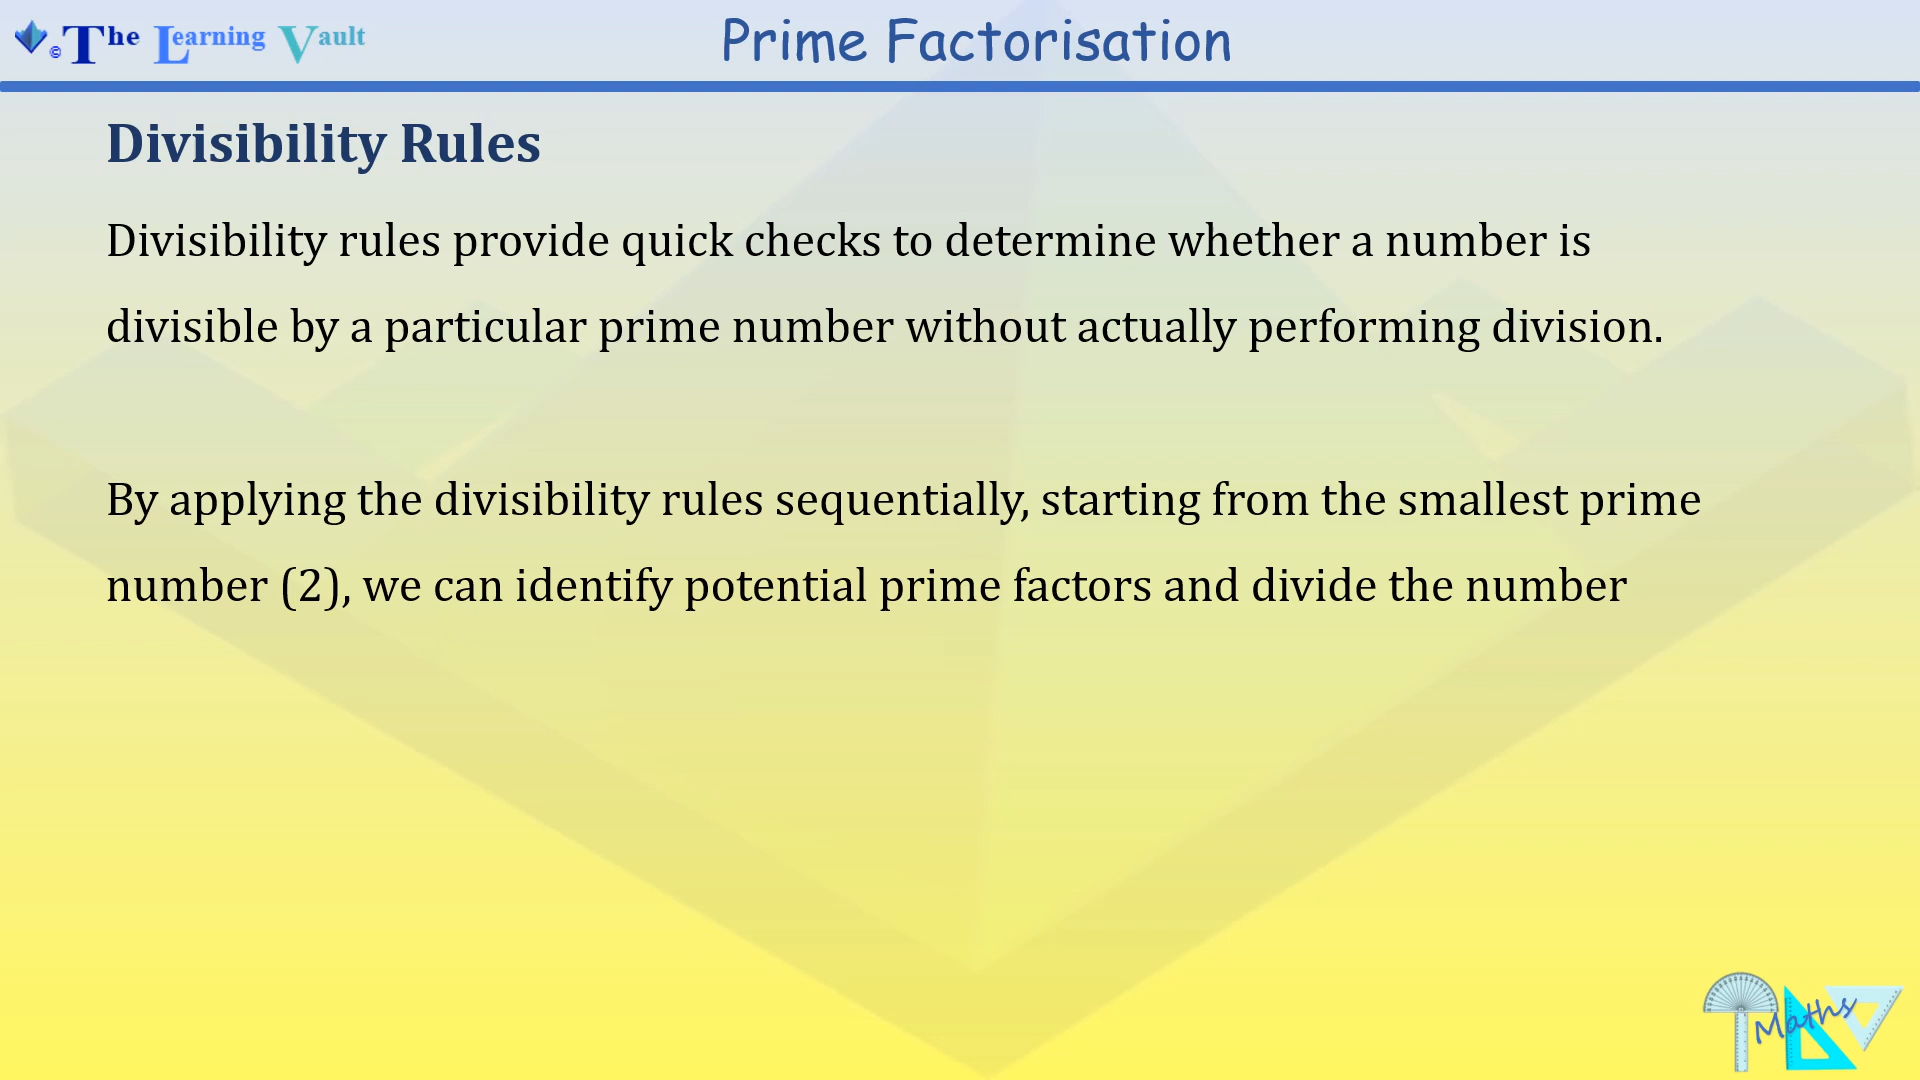 © The Learning Vault
Prime Factorisation
Divisibility Rules
Divisibility rules provide quick checks to determine whether a number is
divisible by a particular prime number without actually performing division.
By applying the divisibility rules sequentially, starting from the smallest prime
number (2), we can identify potential prime factors and divide the number
Maths